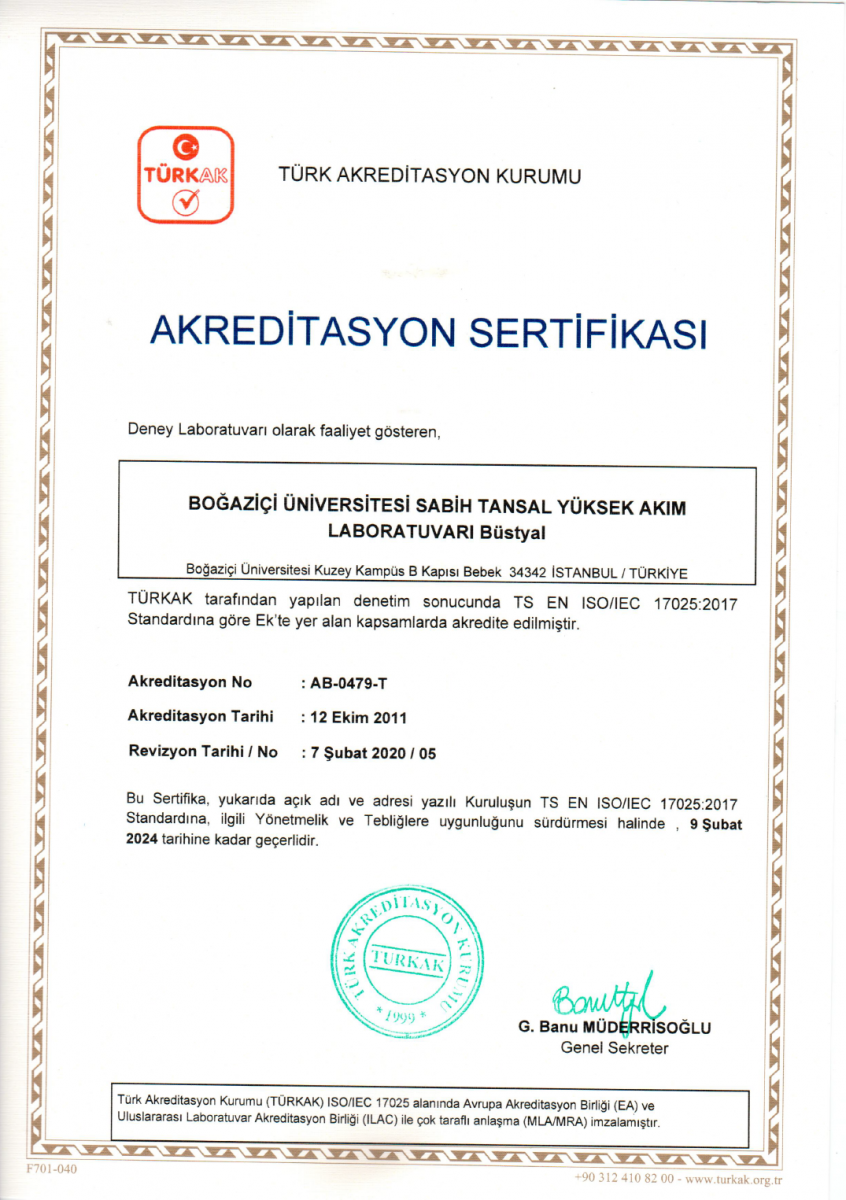 TÜRKAK
TÜRK AKREDİTASYON KURUMU
AKREDİTASYON SERTİFİKASI
Deney Laboratuvarı olarak faaliyet gösteren,
BOĞAZİÇİ ÜNİVERSİTESİ SABİH TANSAL YÜKSEK AKIM
LABORATUVARI Büstyal
Boğaziçi Üniversitesi Kuzey Kampüs B Kapısı Bebek 34342 İSTANBUL / TÜRKİYE
TÜRKAK tarafından yapılan denetim sonucunda TS EN ISO/IEC 17025:2017
Standardına göre Ek'te yer alan kapsamlarda akredite edilmiştir.
Akreditasyon No : AB-0479-T
Akreditasyon Tarihi : 12 Ekim 2011
Revizyon Tarihi / No : 7 Şubat 2020 / 05
Bu Sertifika, yukarıda açık adı ve adresi yazılı Kuruluşun TS EN ISO/IEC 17025:2017
Standardına, ilgili Yönetmelik ve Tebliğlere uygunluğunu sürdürmesi halinde , 9 Şubat
2024 tarihine kadar geçerlidir.
TÜRK AKREDİTASYON KURUMU
TÜRKAK
* 1999 *
G. Banu MÜDERRİSOĞLU
Genel Sekreter
Türk Akreditasyon Kurumu (TÜRKAK) ISO/IEC 17025 alanında Avrupa Akreditasyon Birliği (EA) ve
Uluslararası Laboratuvar Akreditasyon Birliği (ILAC) ile çok taraflı anlaşma (MLA/MRA) imzalamıştır.
F701-040
+90 312 410 82 00 - www.turkak.org.tr